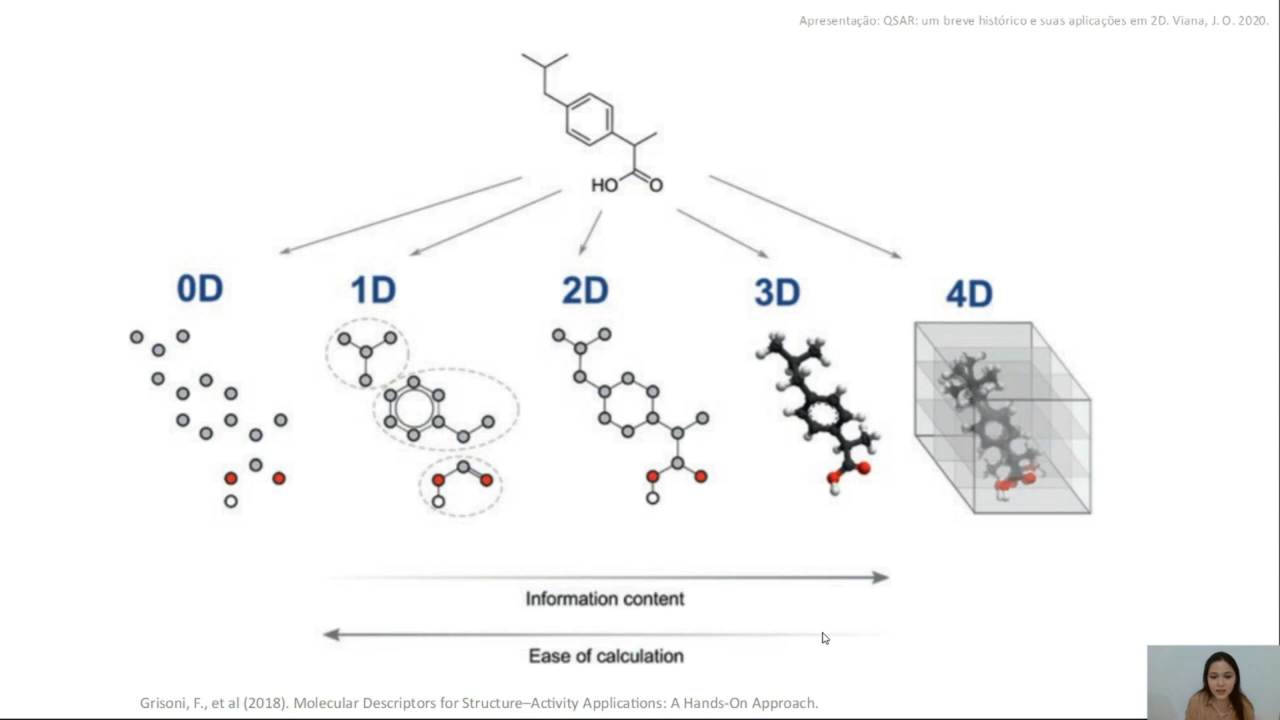 Apresentação: QSAR: um breve histórico e suas aplicações em 2D. Viana, J. O. 2020.
HO
O
0D
1D
2D
3D
4D
Information content
Ease of calculation
Grisoni, F., et al (2018). Molecular Descriptors for Structure–Activity Applications: A Hands-On Approach.